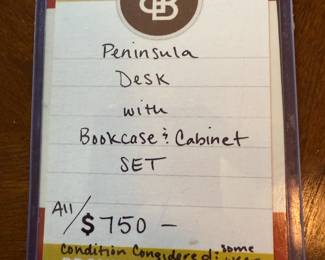 Peninsula
Desk
with
Bookcase & Cabinet
SET
All/$750 -
Condition Considered: some